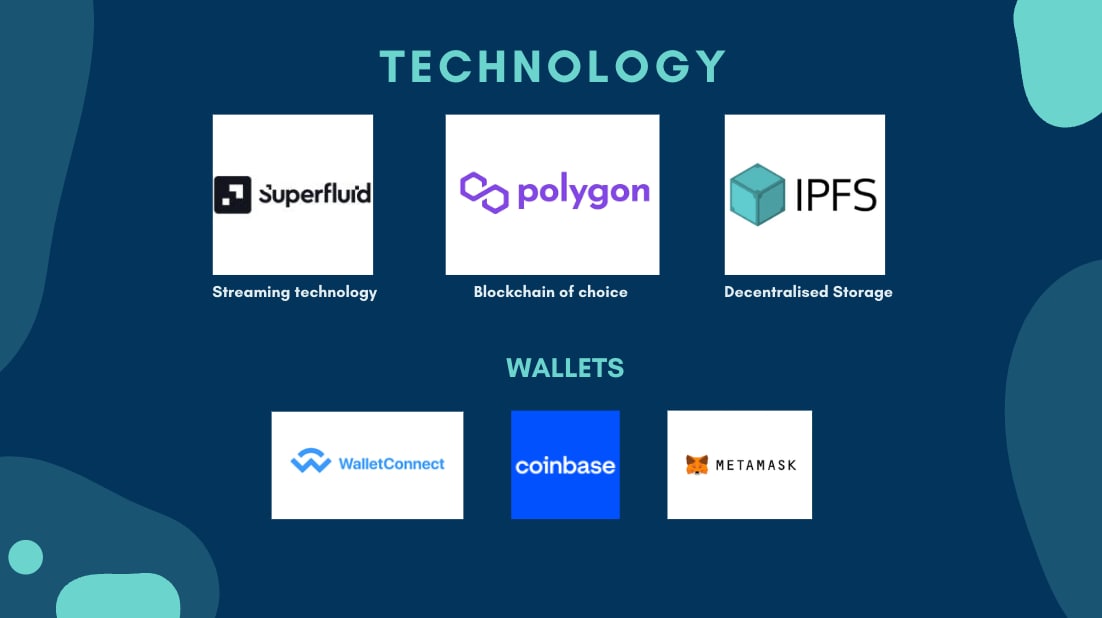 TECHNOLOGY
Superfluid
polygon
IPFS
Streaming technology
Blockchain of choice
Decentralised Storage
WALLETS
WalletConnect
coinbase
METAMASK